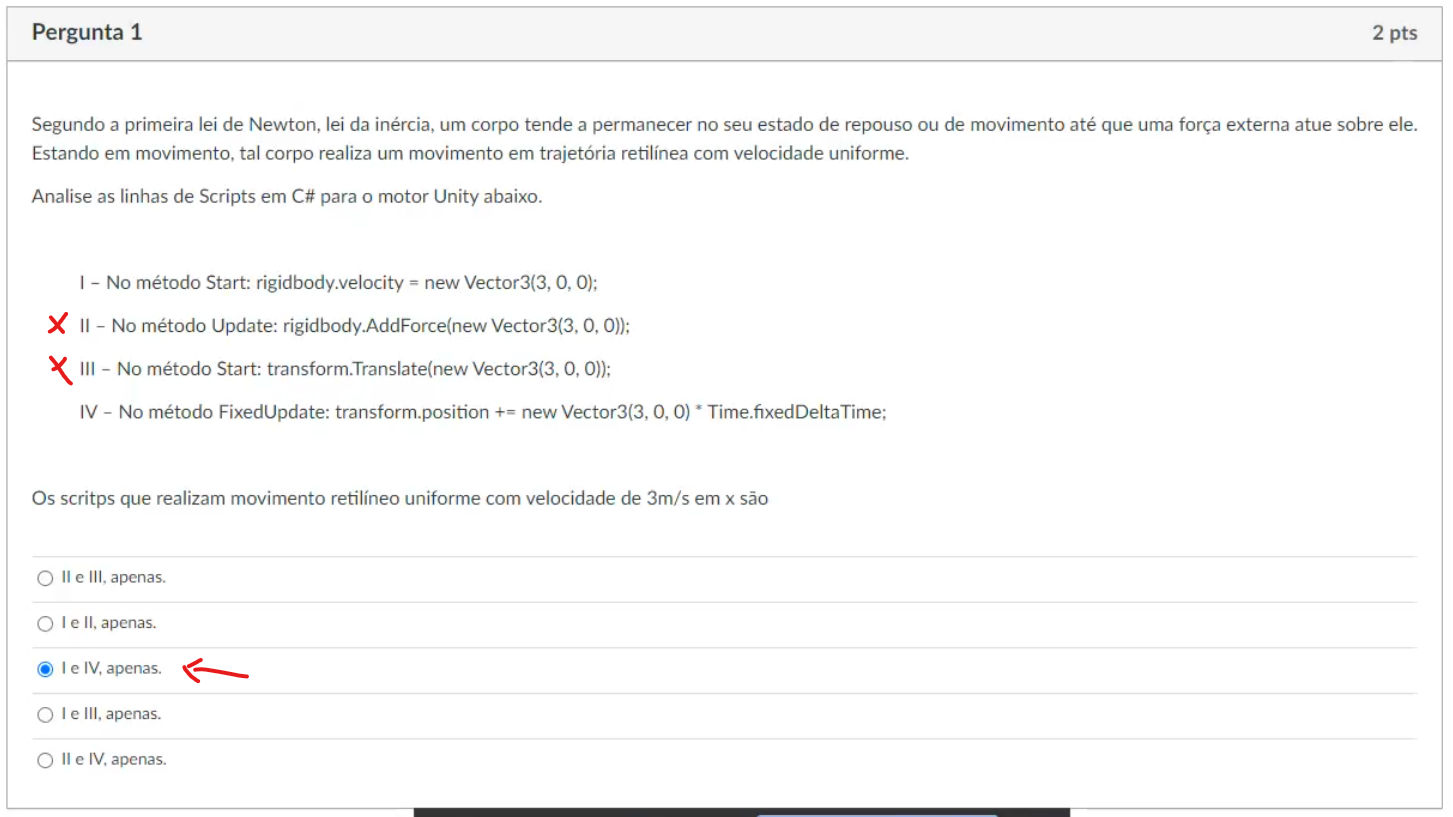 Pergunta 1
2 pts
Segundo a primeira lei de Newton, lei da inércia, um corpo tende a permanecer no seu estado de repouso ou de movimento até que uma força externa atue sobre ele.
Estando em movimento, tal corpo realiza um movimento em trajetória retilínea com velocidade uniforme.
Analise as linhas de Scripts em C# para o motor Unity abaixo.
I – No método Start: rigidbody.velocity = new Vector3(3, 0, 0);
II – No método Update: rigidbody.AddForce(new Vector3(3, 0, 0));
III – No método Start: transform.Translate(new Vector3(3, 0, 0));
IV – No método FixedUpdate: transform.position += new Vector3(3, 0, 0) * Time.fixedDeltaTime;
Os scritps que realizam movimento retilíneo uniforme com velocidade de 3m/s em x são
II e III, apenas.
I e II, apenas.
I e IV, apenas.
I e III, apenas.
II e IV, apenas.